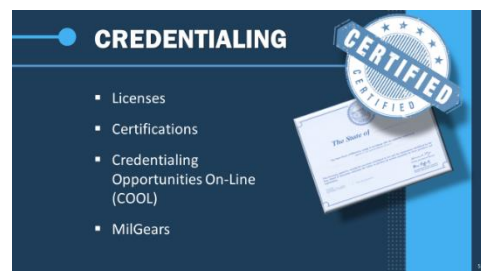 CREDENTIALING
CERTIFIED
CERTIFIED
The State of
▪ Licenses
▪ Certifications
▪ Credentialing
Opportunities On-Line
(COOL)
▪ MilGears